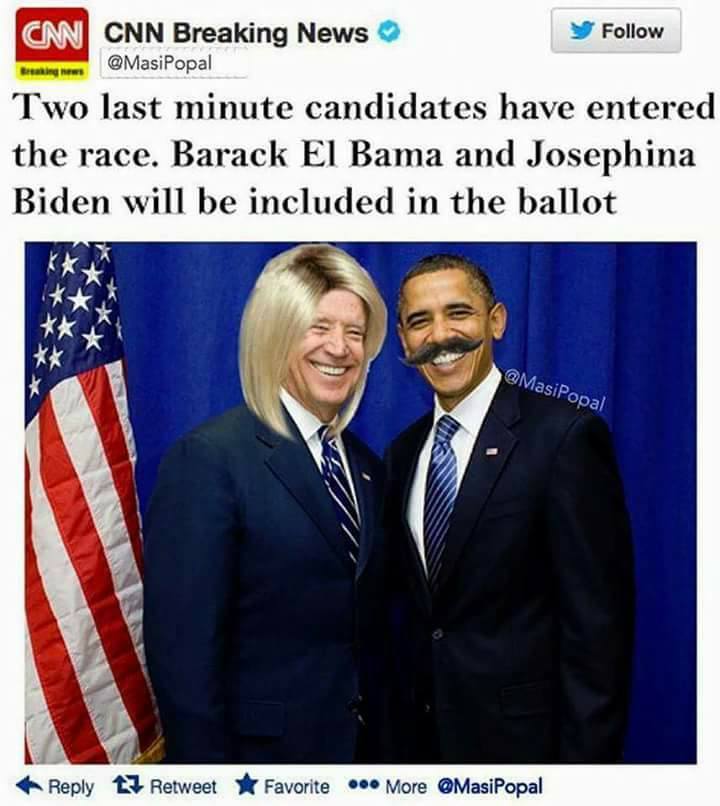 CNN CNN Breaking News
Breaking news @MasiPopal
Follow
Two last minute candidates have entered
the race. Barack El Bama and Josephina
Biden will be included in the ballot
@MasiPopal
Reply Retweet Favorite More @MasiPopal